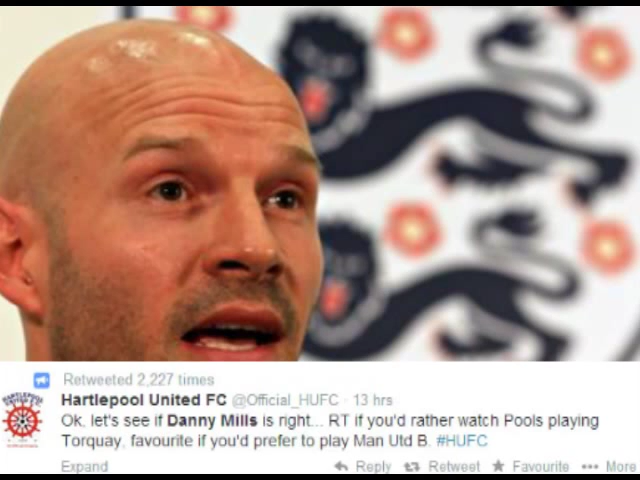 Retweeted 2,227 times
Hartlepool United FC @Official_HUFC · 13 hrs
Ok, let's see if Danny Mills is right... RT if you'd rather watch Pools playing
Torquay, favourite if you'd prefer to play Man Utd B. #HUFC
Expand Reply Retweet Favourite More